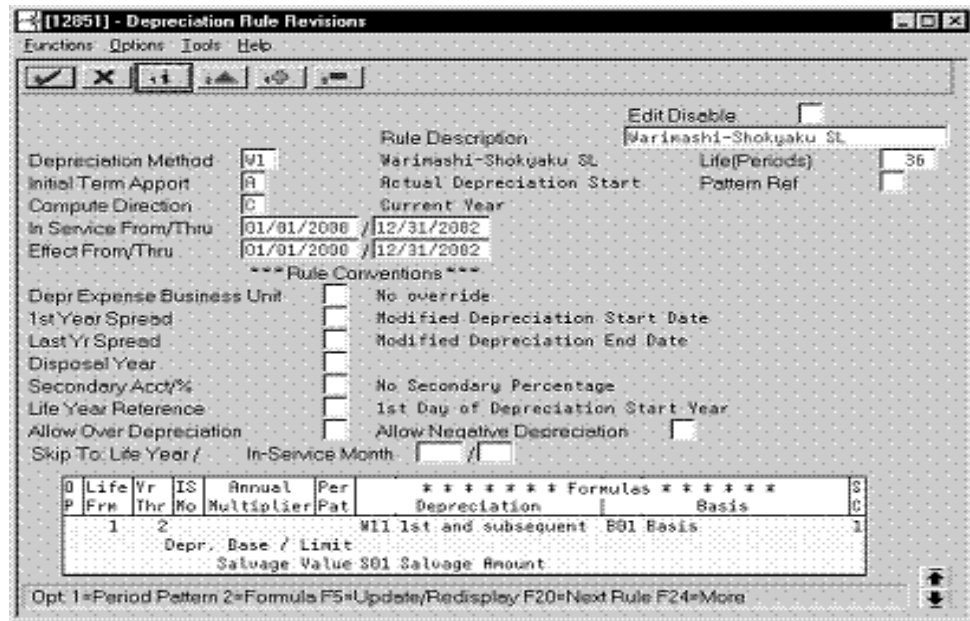 [12851] - Depreciation Rule Revisions
Functions Options Tools Help
Edit Disable
Rule Description Warimashi-Shokyaku SL
Depreciation Method W1 Warimashi-Shokyaku SL Life(Periods) 36
Initial Term Apport A Actual Depreciation Start Pattern Ref
Compute Direction C Current Year
In Service From/Thru 01/01/2000 / 12/31/2002
Effect From/Thru 01/01/2000 / 12/31/2002
*** Rule Conventions ***
Depr Expense Business Unit No override
1st Year Spread Modified Depreciation Start Date
Last Yr Spread Modified Depreciation End Date
Disposal Year
Secondary Acct/% No Secondary Percentage
Life Year Reference 1st Day of Depreciation Start Year
Allow Over Depreciation Allow Negative Depreciation
Skip To: Life Year / In-Service Month /
O Life Yr IS Annual Per * * * * * * * Formulas * * * * * * S
P Frm Thr Mo Multiplier Pat Depreciation Basis C
1 2 W11 1st and subsequent B01 Basis 1
Depr. Base / Limit
Salvage Value S01 Salvage Amount
Opt: 1=Period Pattern 2=Formula F5=Update/Redisplay F20=Next Rule F24=More